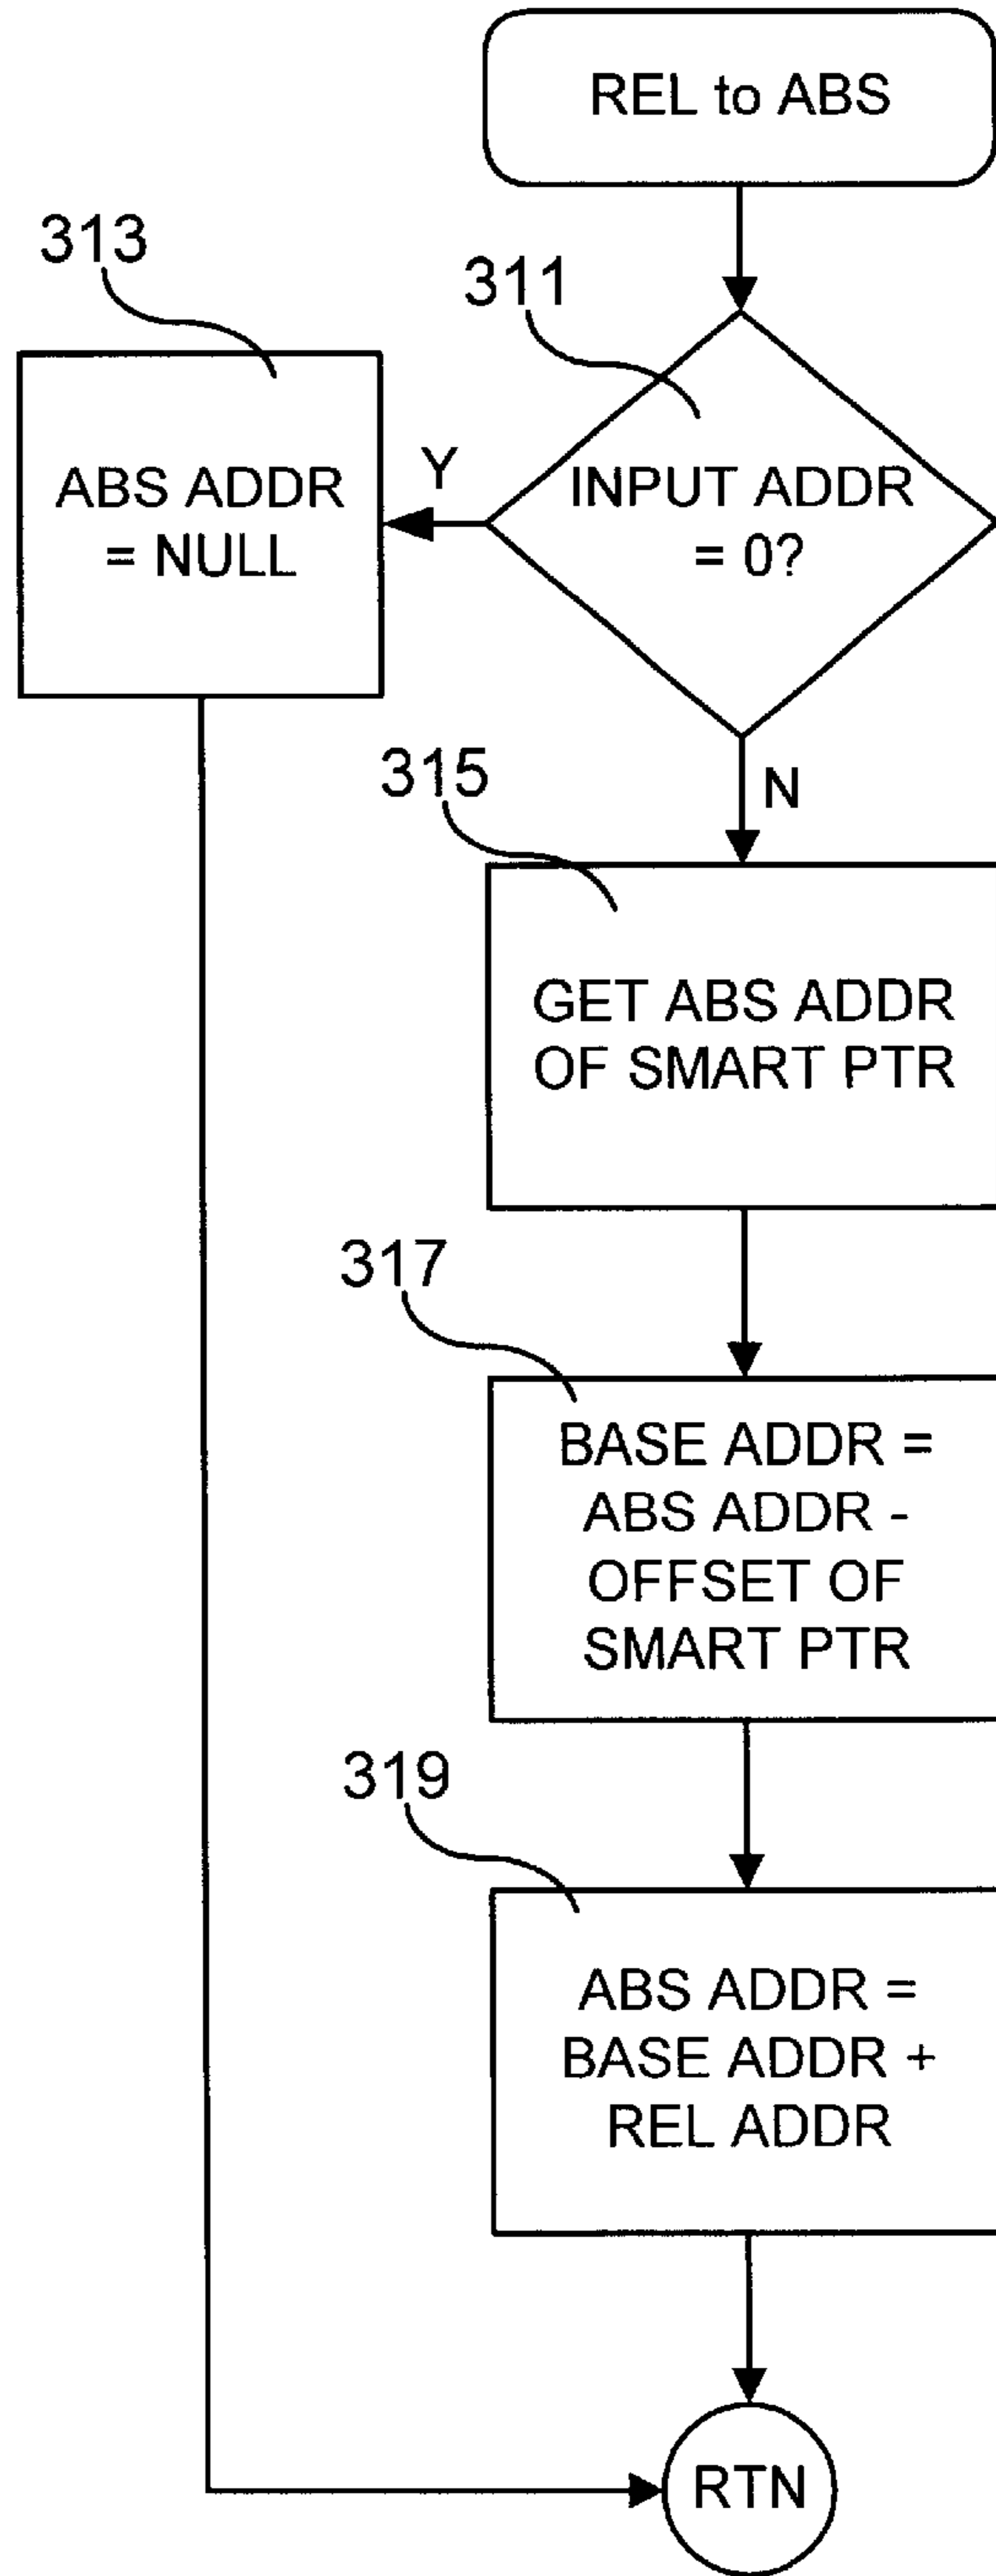 REL to ABS
313
311
ABS ADDR
= NULL
Y
INPUT ADDR
= 0?
315
N
GET ABS ADDR
OF SMART PTR
317
BASE ADDR =
ABS ADDR -
OFFSET OF
SMART PTR
319
ABS ADDR =
BASE ADDR +
REL ADDR
RTN